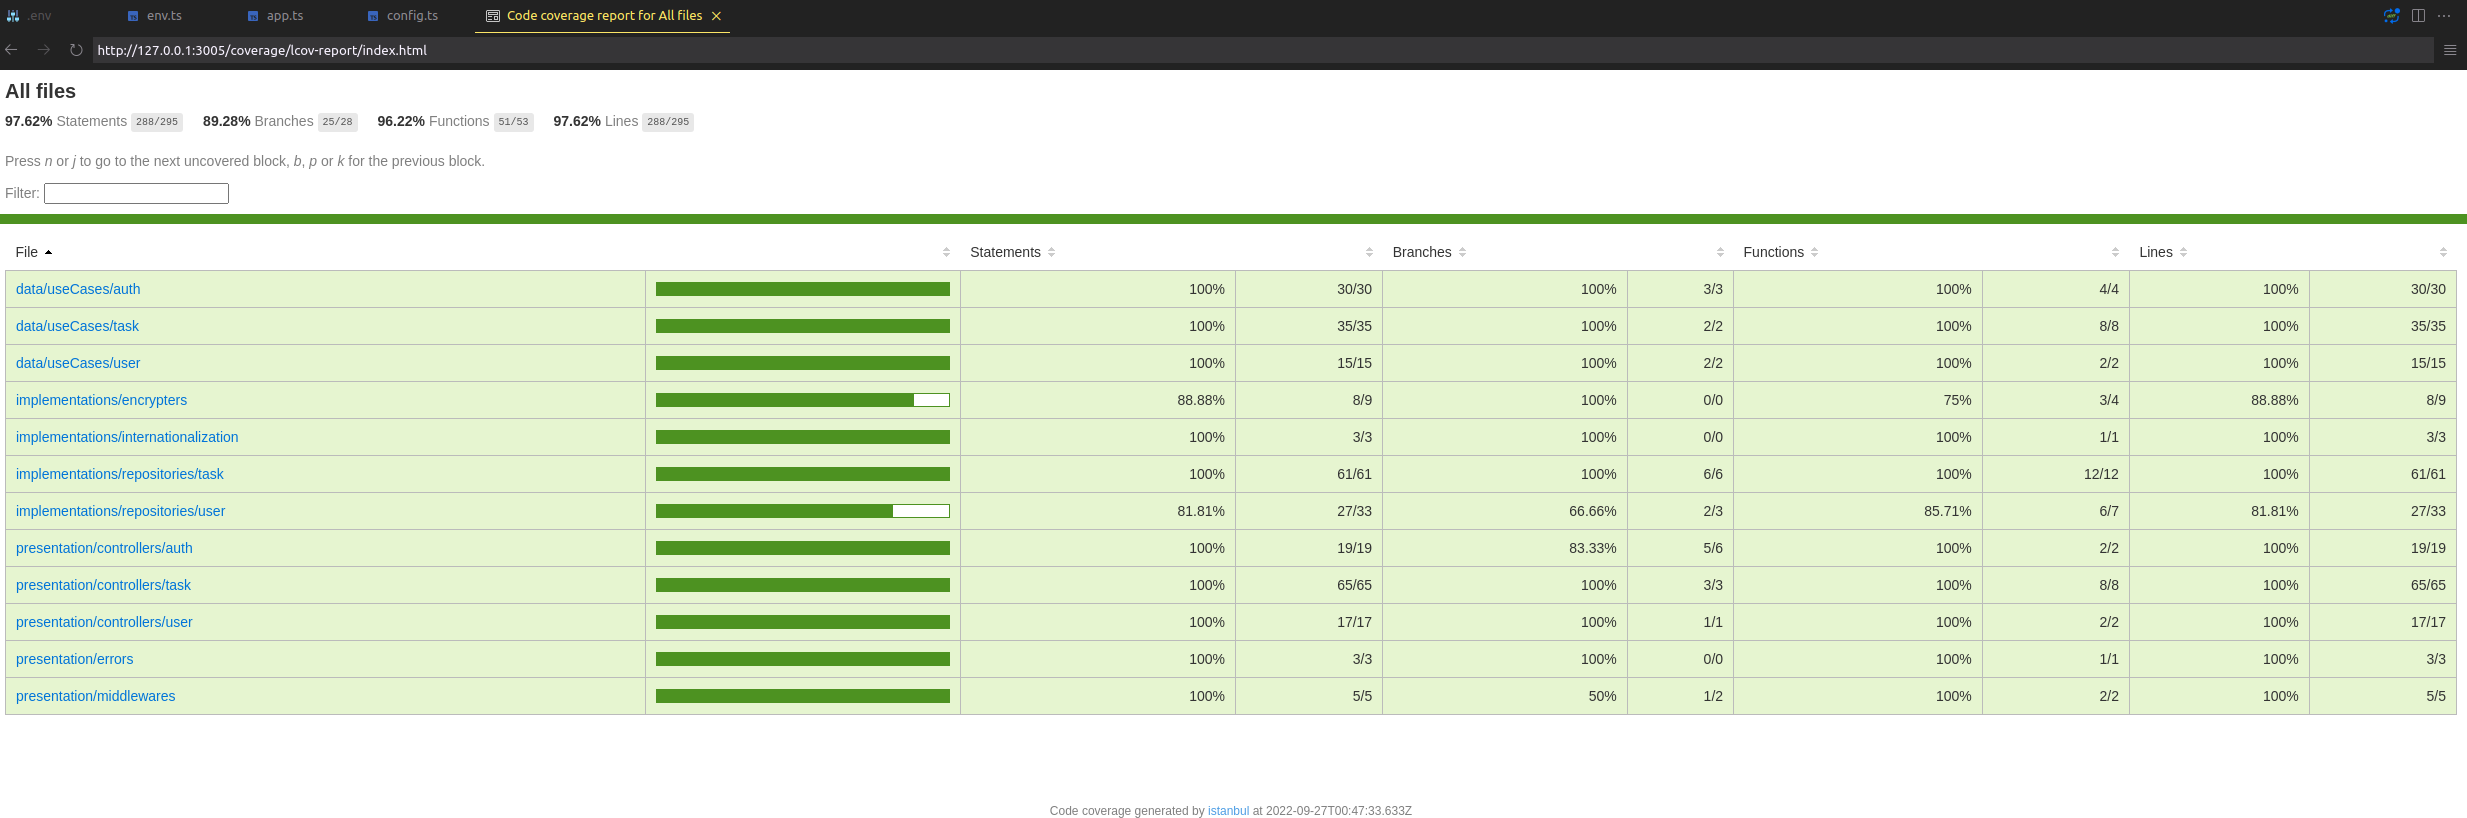 .env env.ts app.ts config.ts Code coverage report for All files
http://127.0.0.1:3005/coverage/lcov-report/index.html
All files
97.62% Statements 288/295 89.28% Branches 25/28 96.22% Functions 51/53 97.62% Lines 288/295
Press n or j to go to the next uncovered block, b, p or k for the previous block.
Filter:
File Statements Branches Functions Lines
data/useCases/auth 100% 30/30 100% 3/3 100% 4/4 100% 30/30
data/useCases/task 100% 35/35 100% 2/2 100% 8/8 100% 35/35
data/useCases/user 100% 15/15 100% 2/2 100% 2/2 100% 15/15
implementations/encrypters 88.88% 8/9 100% 0/0 75% 3/4 88.88% 8/9
implementations/internationalization 100% 3/3 100% 0/0 100% 1/1 100% 3/3
implementations/repositories/task 100% 61/61 100% 6/6 100% 12/12 100% 61/61
implementations/repositories/user 81.81% 27/33 66.66% 2/3 85.71% 6/7 81.81% 27/33
presentation/controllers/auth 100% 19/19 83.33% 5/6 100% 2/2 100% 19/19
presentation/controllers/task 100% 65/65 100% 3/3 100% 8/8 100% 65/65
presentation/controllers/user 100% 17/17 100% 1/1 100% 2/2 100% 17/17
presentation/errors 100% 3/3 100% 0/0 100% 1/1 100% 3/3
presentation/middlewares 100% 5/5 50% 1/2 100% 2/2 100% 5/5
Code coverage generated by istanbul at 2022-09-27T00:47:33.633Z